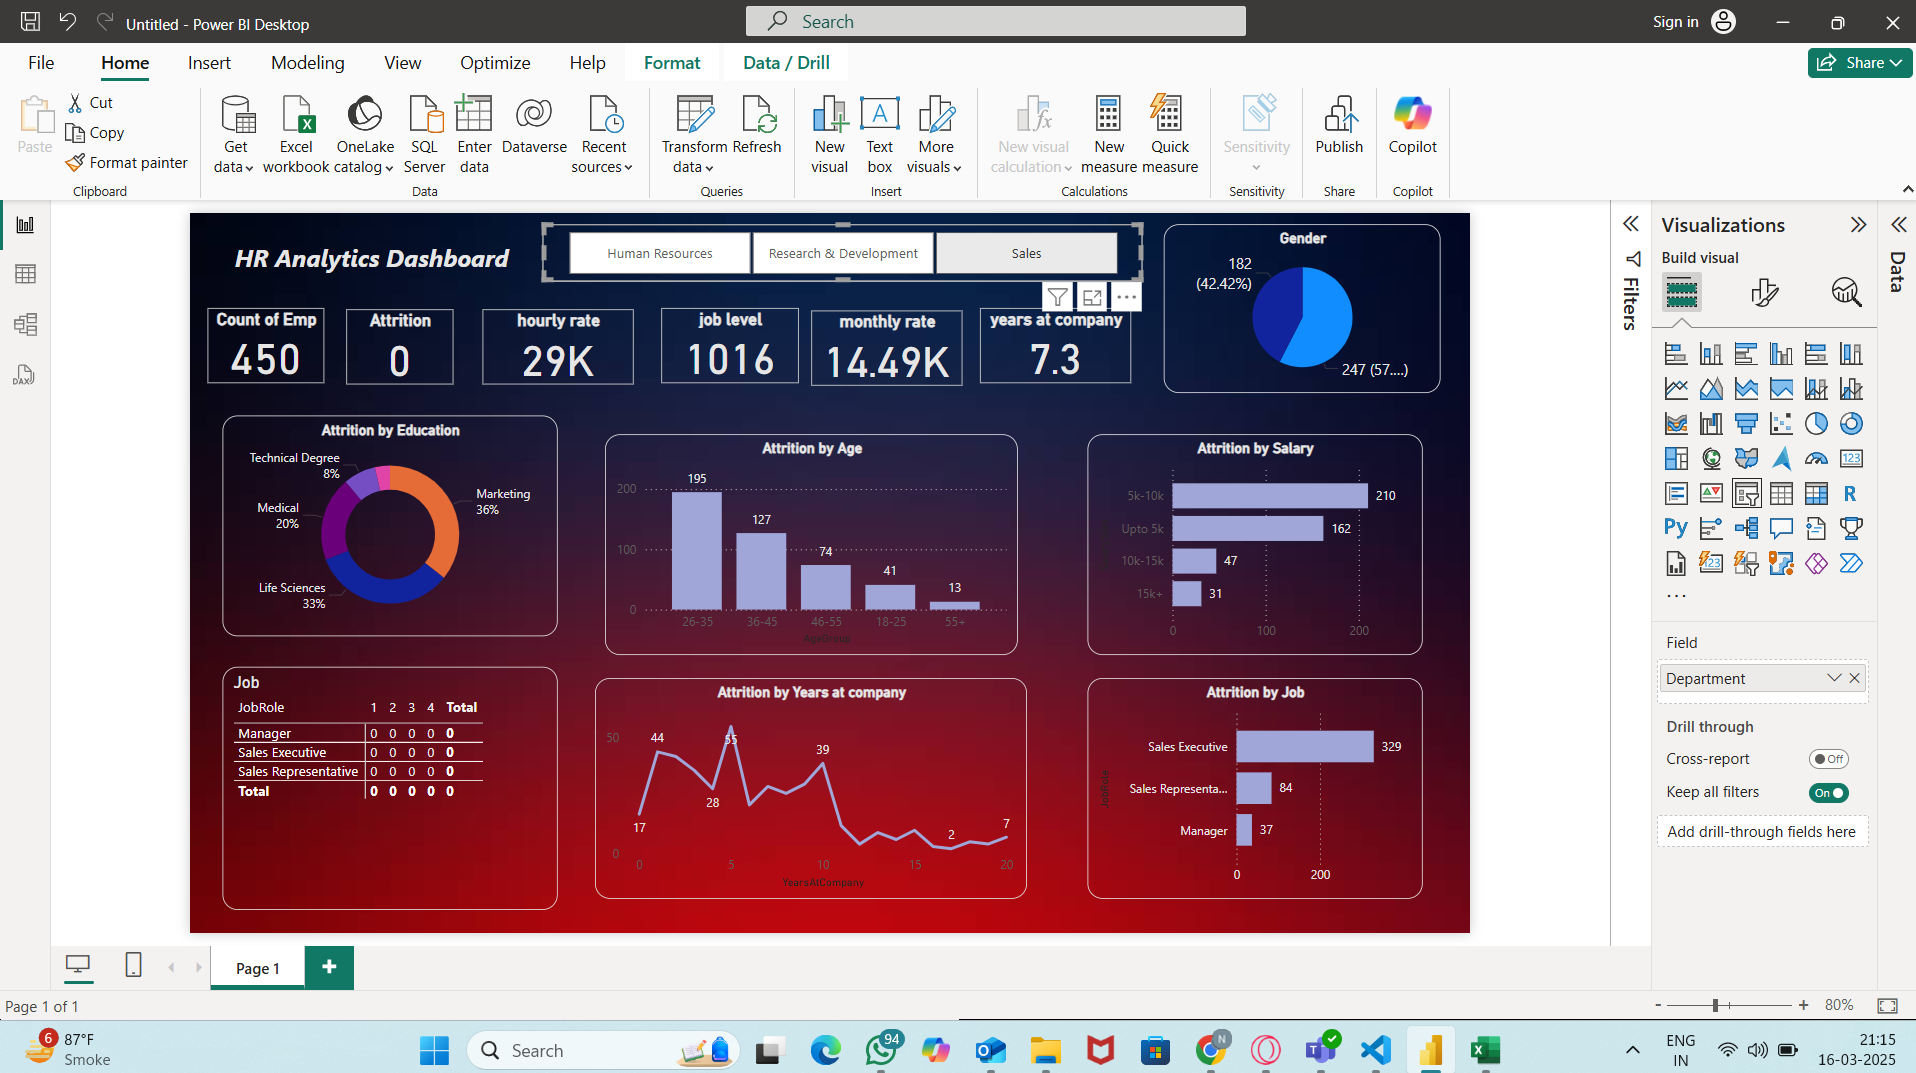 Untitled - Power BI Desktop
Search
Sign in
File Home Insert Modeling View Optimize Help Format Data / Drill
Share
Paste
Cut
Copy
Format painter
Clipboard
Get data
Excel workbook
OneLake catalog
SQL Server
Enter data
Dataverse
Recent sources
Data
Transform data
Refresh
Queries
New visual
Text box
More visuals
Insert
New visual calculation
New measure
Quick measure
Calculations
Sensitivity
Sensitivity
Publish
Share
Copilot
Copilot
HR Analytics Dashboard
Human Resources
Research & Development
Sales
Count of Emp
450
Attrition
0
hourly rate
29K
job level
1016
monthly rate
14.49K
years at company
7.3
Gender
182
(42.42%)
247 (57....)
Attrition by Education
Technical Degree
8%
Medical
20%
Life Sciences
33%
Marketing
36%
Attrition by Age
200
100
0
195
127
74
41
13
26-35 36-45 46-55 18-25 55+
AgeGroup
Attrition by Salary
5k-10k 210
Upto 5k 162
10k-15k 47
15k+ 31
0 100 200
Job
JobRole 1 2 3 4 Total
Manager 0 0 0 0 0
Sales Executive 0 0 0 0 0
Sales Representative 0 0 0 0 0
Total 0 0 0 0 0
Attrition by Years at company
50
0
17
44
28
55
39
2
7
0 5 10 15 20
YearsAtCompany
Attrition by Job
JobRole
Sales Executive 329
Sales Representa... 84
Manager 37
0 200
Filters
Visualizations
Build visual
Data
DAX
123
R
Py
123
Field
Department
Drill through
Cross-report Off
Keep all filters On
Add drill-through fields here
Page 1
Page 1 of 1
- + 80%
6
87°F
Smoke
Search
94
N
ENG
IN
21:15
16-03-2025